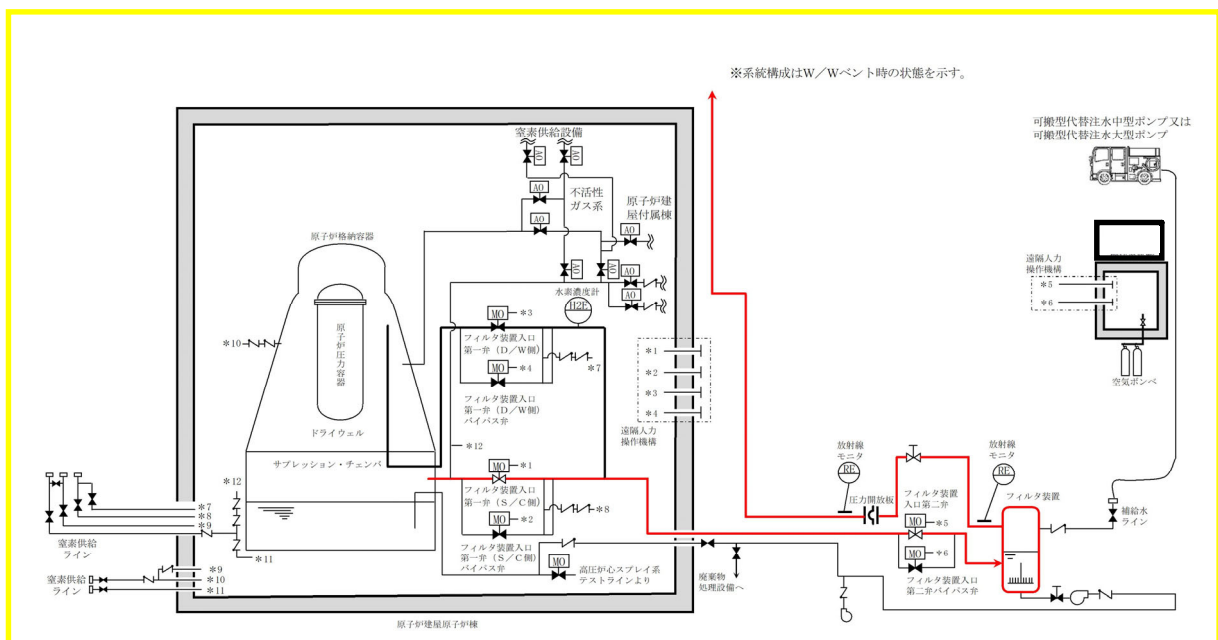 ※系統構成はW／Wベント時の状態を示す。
可搬型代替注水中型ポンプ又は
可搬型代替注水大型ポンプ
窒素供給設備
AO
AO
AO
不活性
ガス系
AO
原子炉建
屋付属棟
AO
AO
AO
AO
AO
原子炉格納容器
水素濃度計
H2E
遠隔人力
操作機構
＊5
＊6
空気ボンベ
MO
＊3
フィルタ装置入口
第一弁（D／W側）
MO
＊4
＊7
フィルタ装置入口
第一弁（D／W側）
バイパス弁
＊10
原子炉圧力容器
ドライウェル
＊1
＊2
＊3
＊4
遠隔人力
操作機構
＊12
サプレッション・チェンバ
MO
＊1
フィルタ装置入口
第一弁（S／C側）
MO
＊2
＊8
フィルタ装置入口
第一弁（S／C側）
バイパス弁
放射線
モニタ
RE
放射線
モニタ
RE
圧力開放板
フィルタ装置
入口第二弁
MO
＊5
MO
＊6
フィルタ装置入口
第二弁バイパス弁
フィルタ装置
補給水
ライン
＊12
＊7
＊8
＊9
窒素供給
ライン
＊11
＊9
＊10
＊11
窒素供給
ライン
MO
高圧炉心スプレイ系
テストラインより
廃棄物
処理設備へ
原子炉建屋原子炉棟